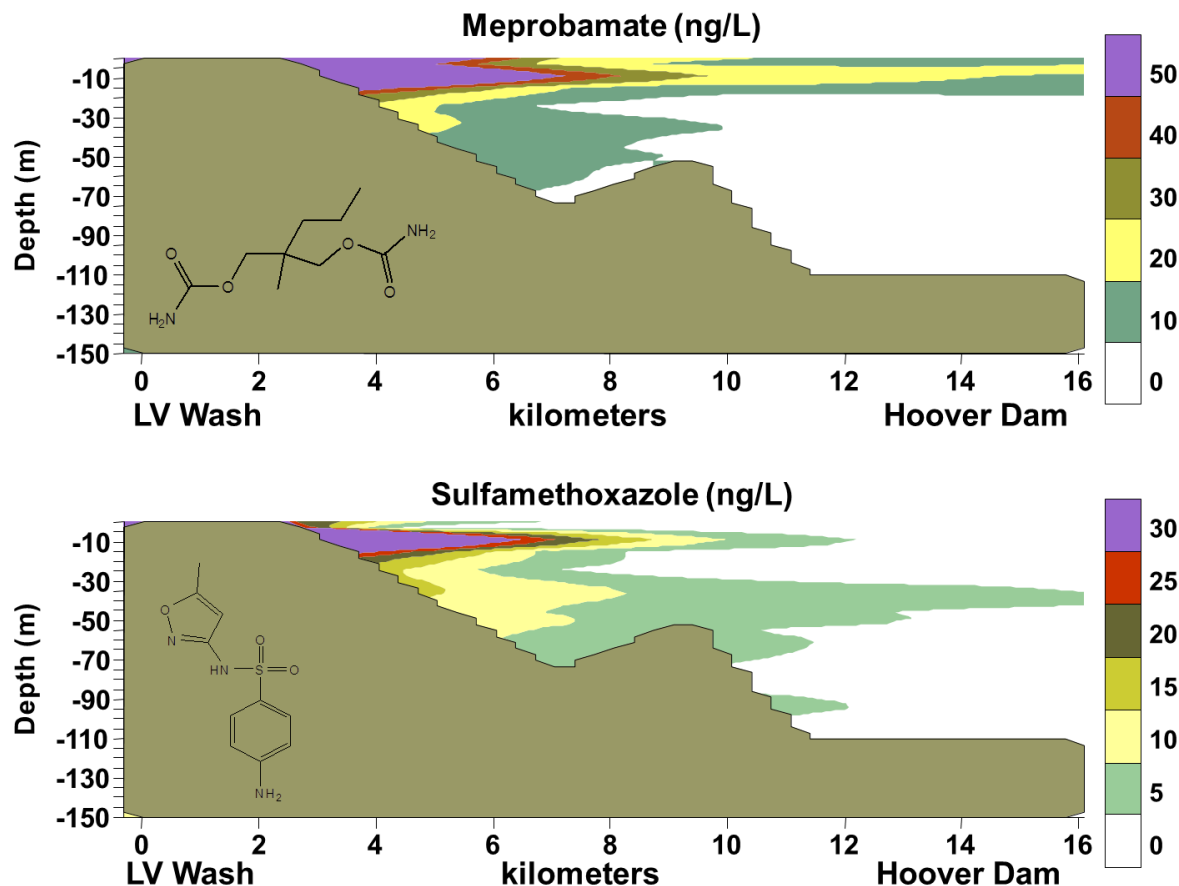 Meprobamate (ng/L)
-10
-30
-50
-70
-90
-110
-130
-150
Depth (m)
O
O
H₂N
O
O
NH₂
50
40
30
20
10
0
0 2 4 6 8 10 12 14 16
LV Wash kilometers Hoover Dam
Sulfamethoxazole (ng/L)
-10
-30
-50
-70
-90
-110
-130
-150
Depth (m)
O
N
HN
S
O
O
NH₂
30
25
20
15
10
5
0
0 2 4 6 8 10 12 14 16
LV Wash kilometers Hoover Dam